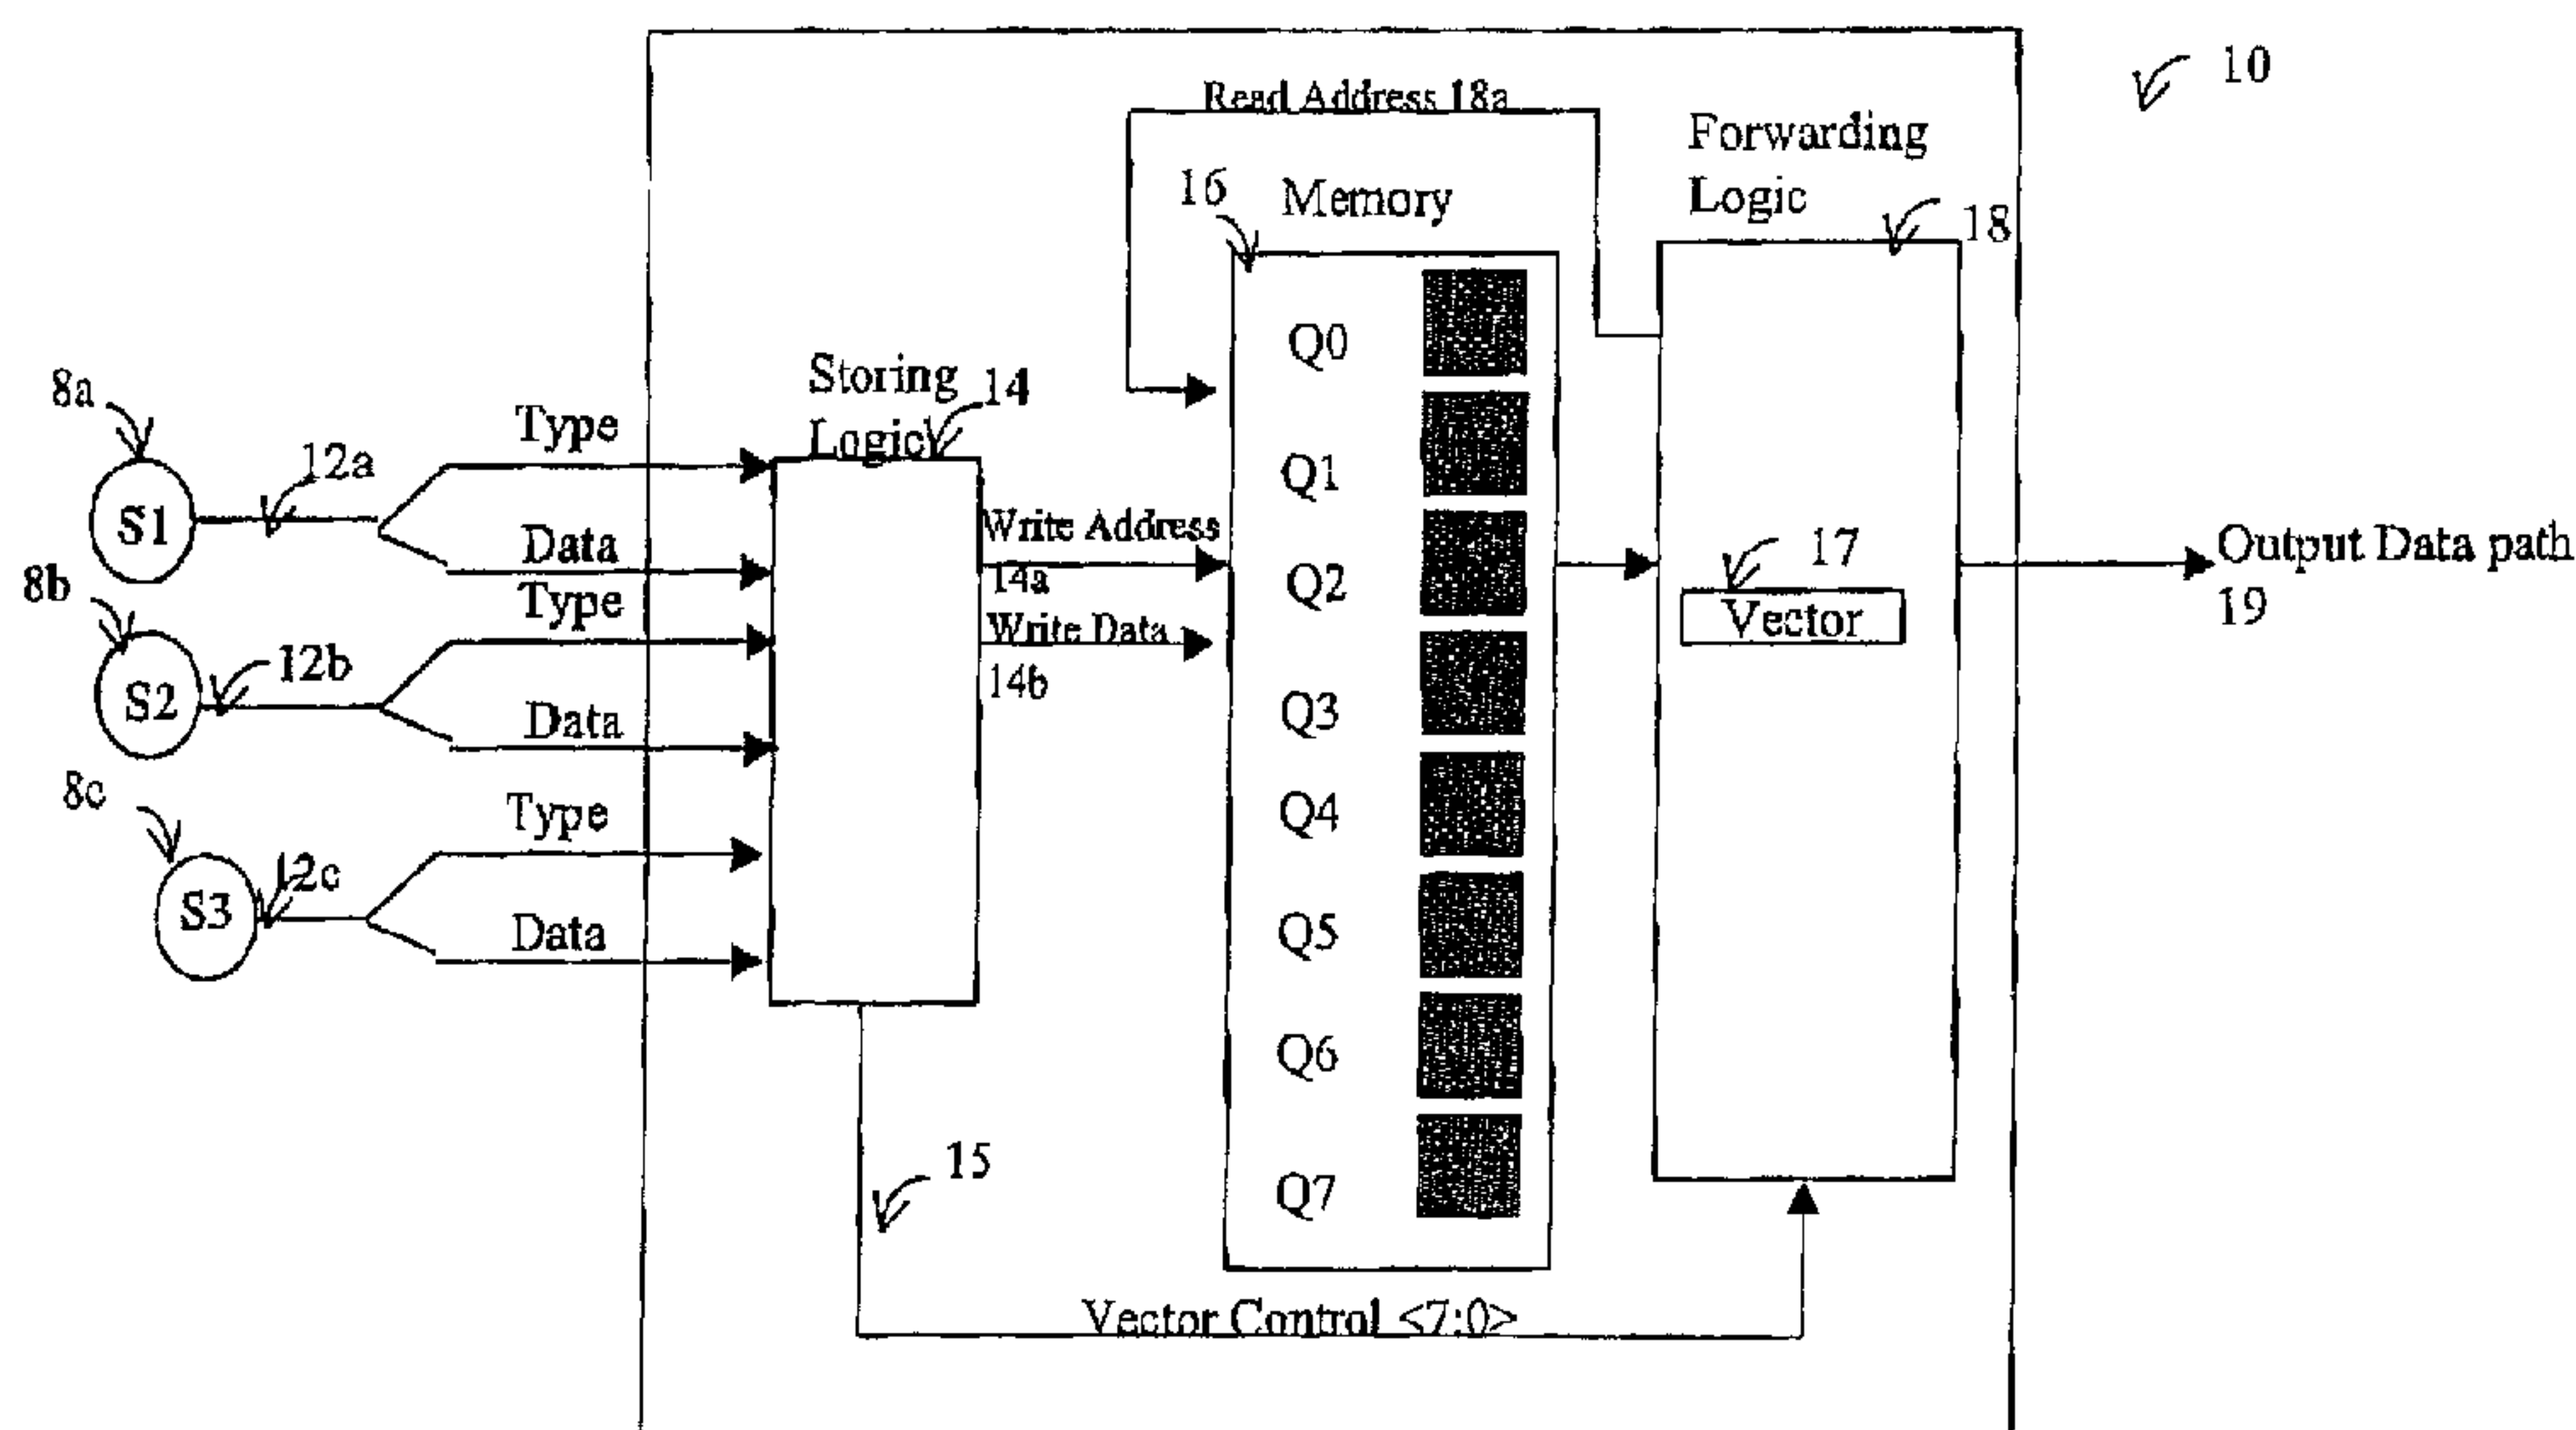 10
Read Address 18a
Forwarding
Logic
18
16
Memory
Q0
Q1
Q2
Q3
Q4
Q5
Q6
Q7
8a
S1
12a
Type
Data
8b
S2
12b
Type
Data
8c
S3
12c
Type
Data
Storing
Logic
14
Write Address
14a
Write Data
14b
17
Vector
Output Data path
19
15
Vector Control <7:0>